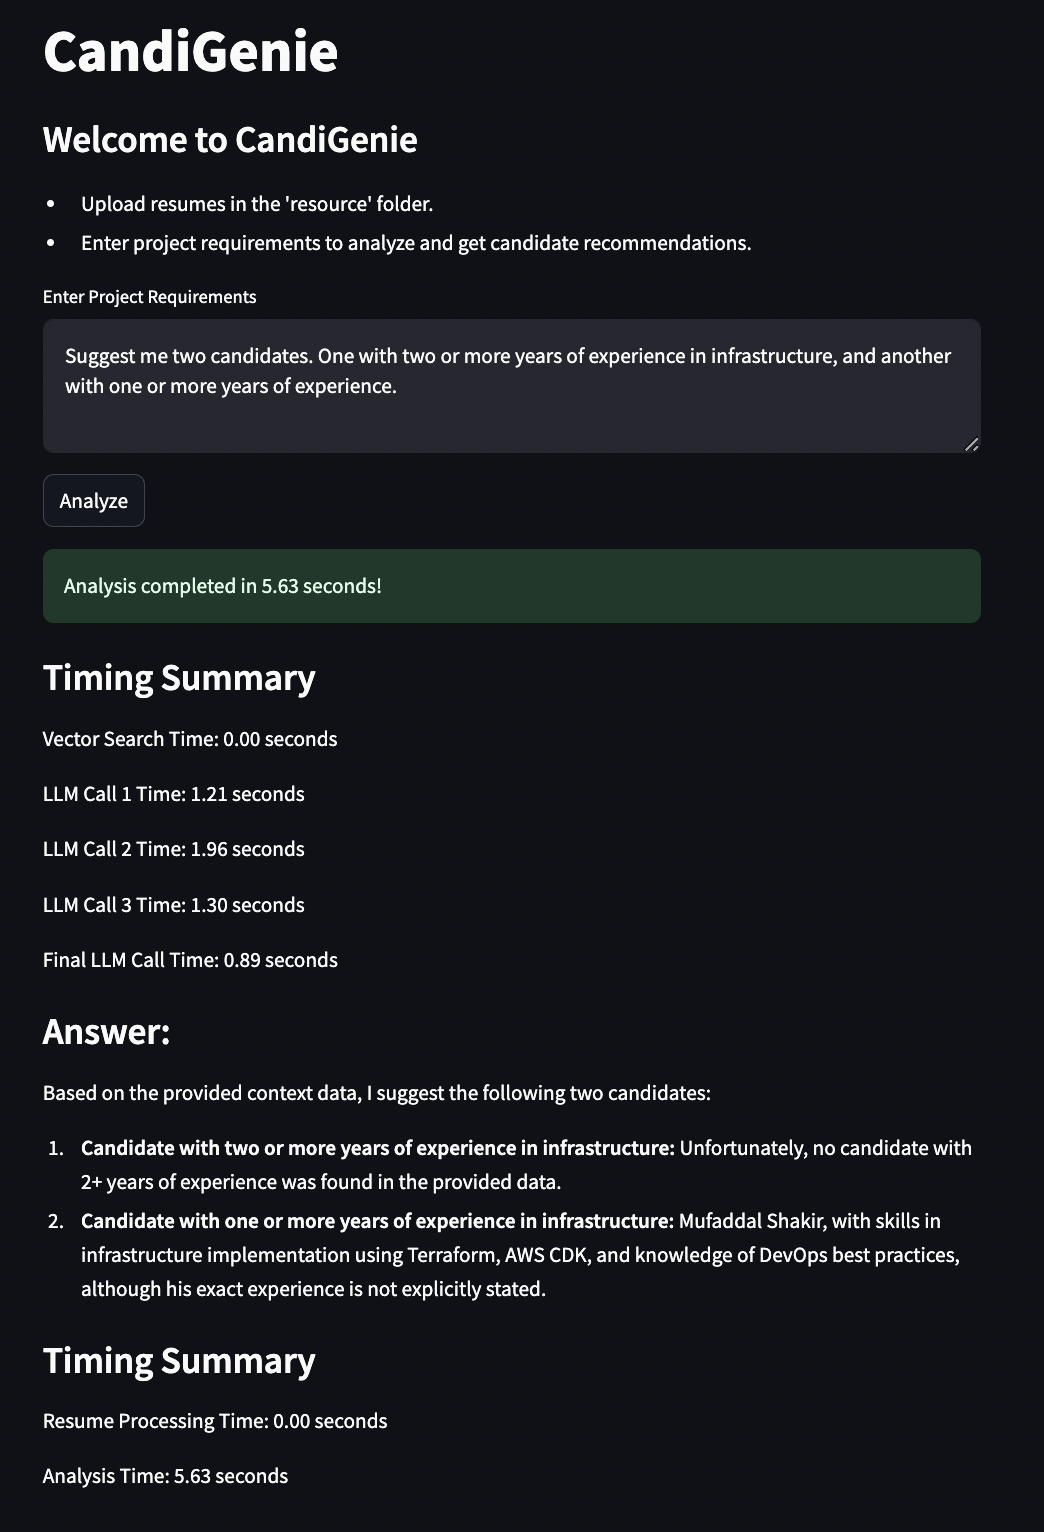 CandiGenie
Welcome to CandiGenie
• Upload resumes in the 'resource' folder.
• Enter project requirements to analyze and get candidate recommendations.
Enter Project Requirements
Suggest me two candidates. One with two or more years of experience in infrastructure, and another
with one or more years of experience.
Analyze
Analysis completed in 5.63 seconds!
Timing Summary
Vector Search Time: 0.00 seconds
LLM Call 1 Time: 1.21 seconds
LLM Call 2 Time: 1.96 seconds
LLM Call 3 Time: 1.30 seconds
Final LLM Call Time: 0.89 seconds
Answer:
Based on the provided context data, I suggest the following two candidates:
1. Candidate with two or more years of experience in infrastructure: Unfortunately, no candidate with
2+ years of experience was found in the provided data.
2. Candidate with one or more years of experience in infrastructure: Mufaddal Shakir, with skills in
infrastructure implementation using Terraform, AWS CDK, and knowledge of DevOps best practices,
although his exact experience is not explicitly stated.
Timing Summary
Resume Processing Time: 0.00 seconds
Analysis Time: 5.63 seconds